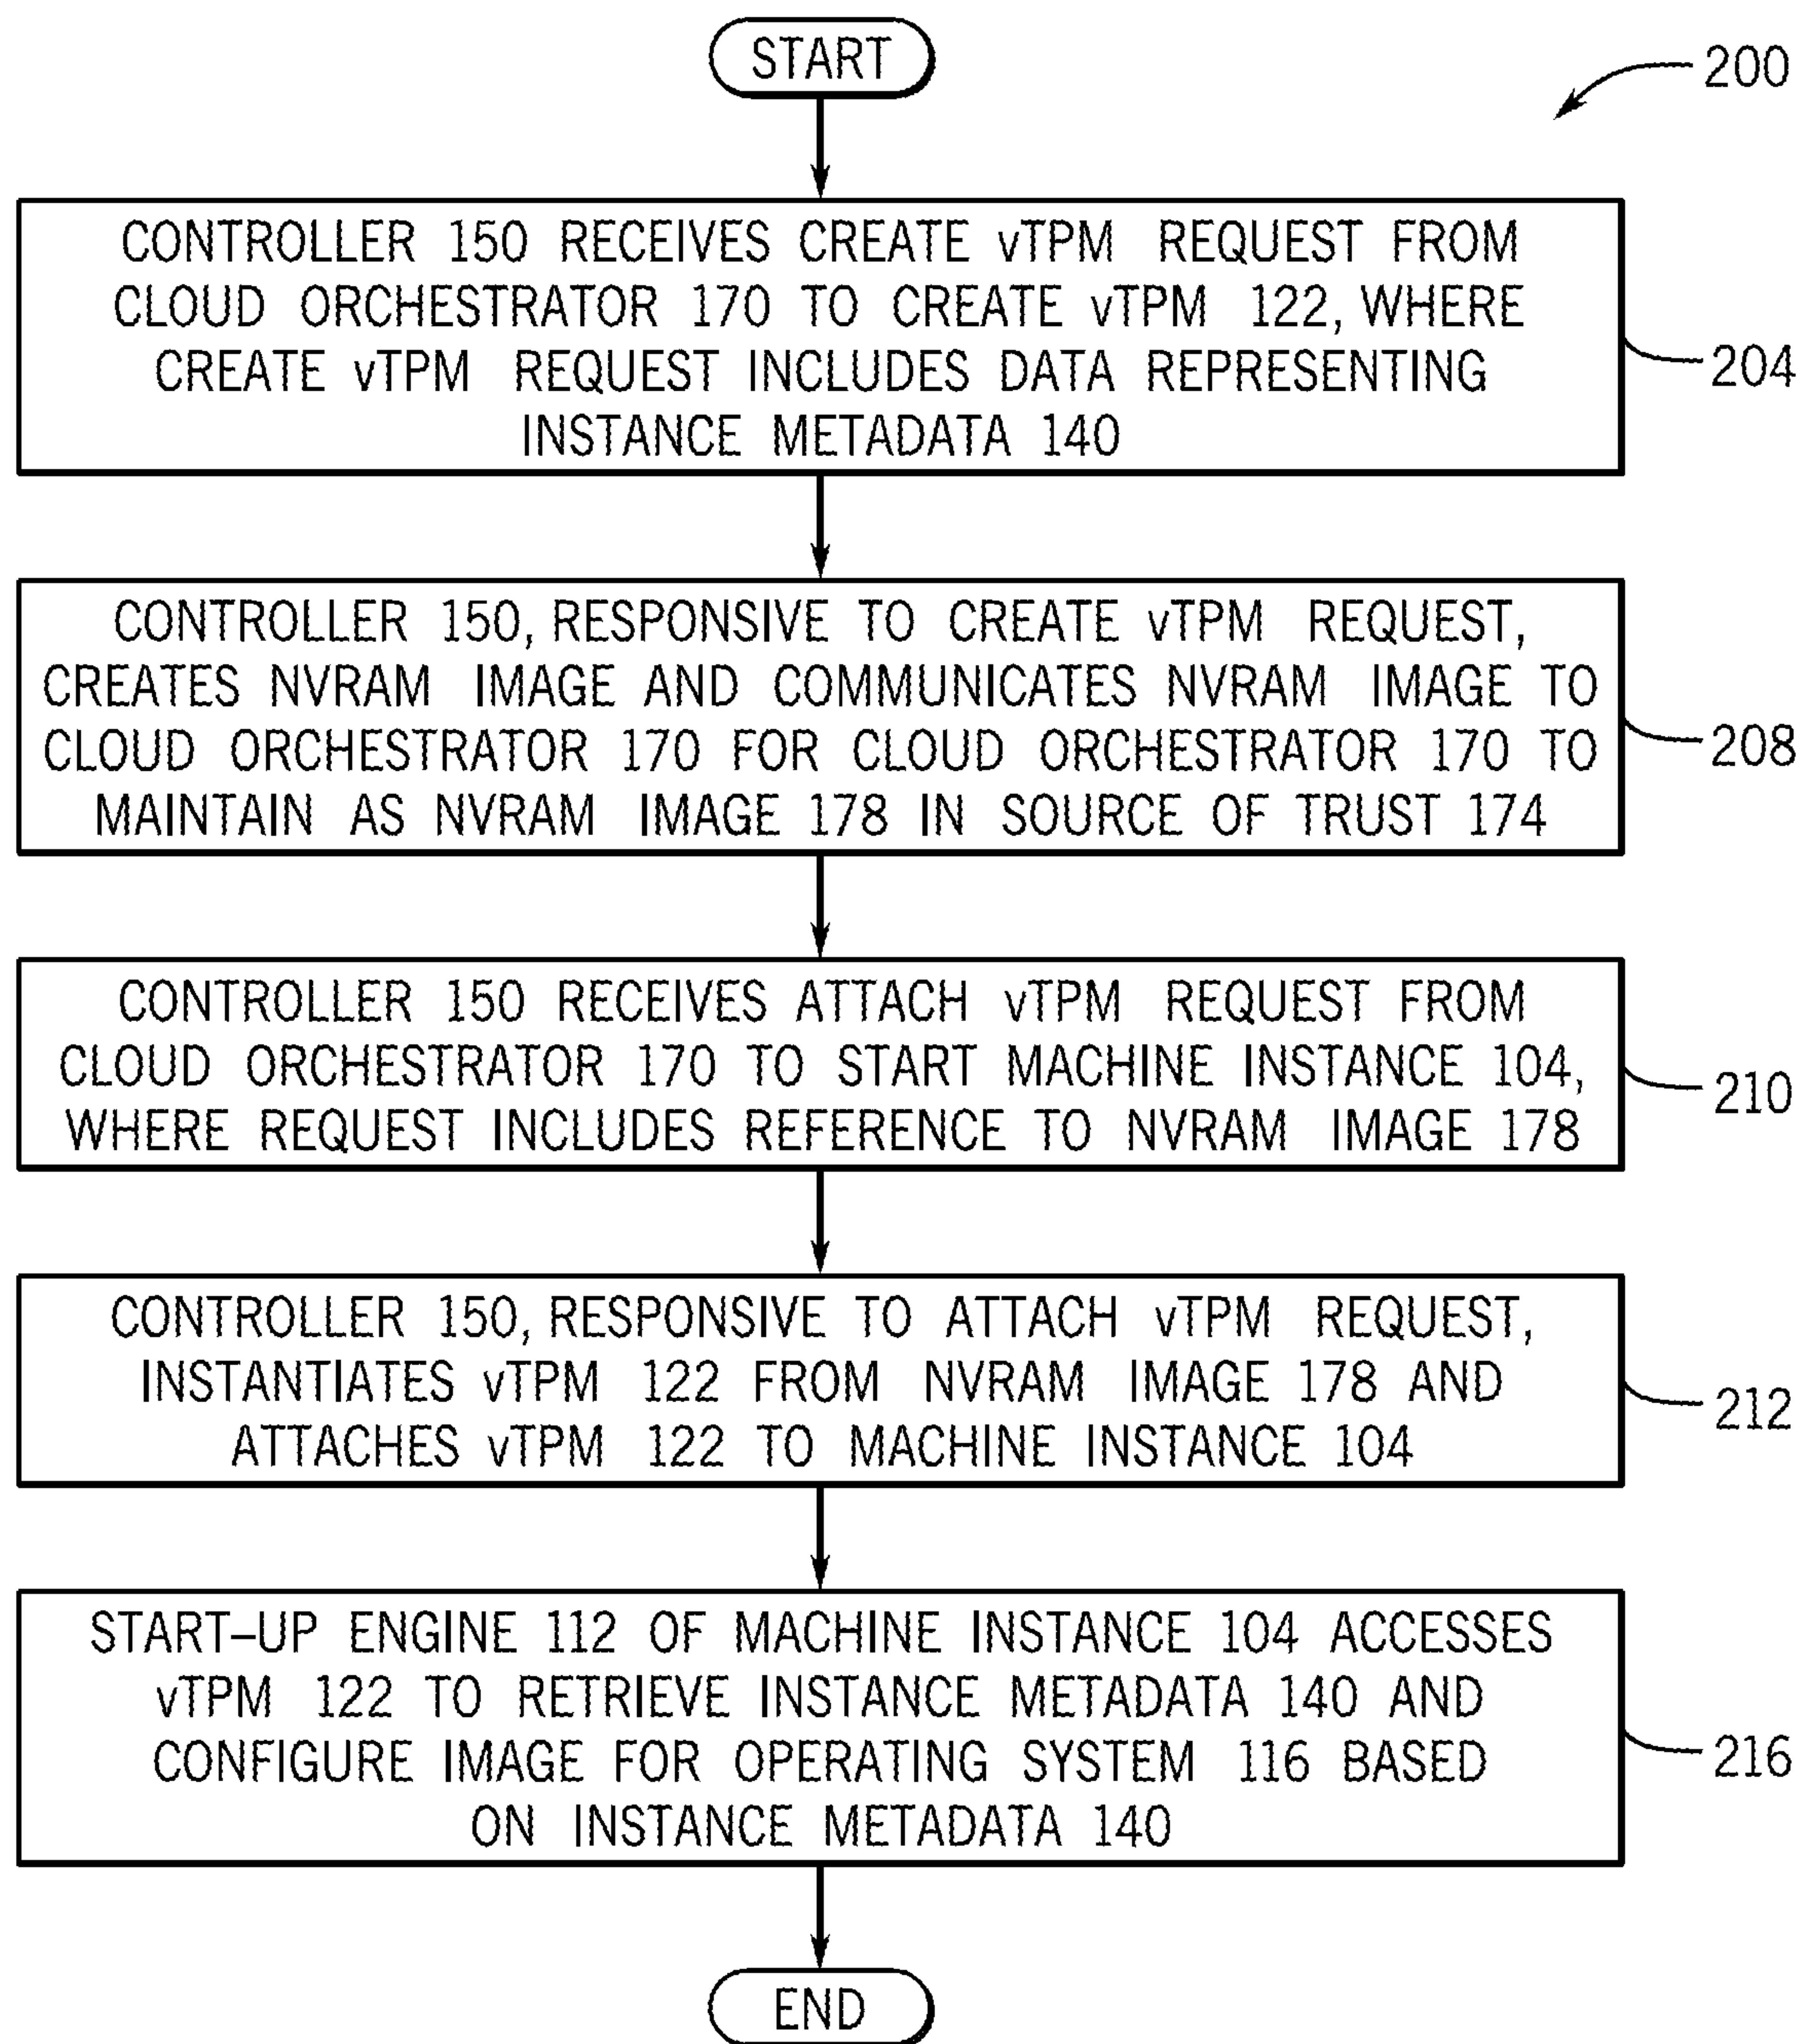 START
200
CONTROLLER 150 RECEIVES CREATE vTPM REQUEST FROM
CLOUD ORCHESTRATOR 170 TO CREATE vTPM 122, WHERE
CREATE vTPM REQUEST INCLUDES DATA REPRESENTING
INSTANCE METADATA 140
204
CONTROLLER 150, RESPONSIVE TO CREATE vTPM REQUEST,
CREATES NVRAM IMAGE AND COMMUNICATES NVRAM IMAGE TO
CLOUD ORCHESTRATOR 170 FOR CLOUD ORCHESTRATOR 170 TO
MAINTAIN AS NVRAM IMAGE 178 IN SOURCE OF TRUST 174
208
CONTROLLER 150 RECEIVES ATTACH vTPM REQUEST FROM
CLOUD ORCHESTRATOR 170 TO START MACHINE INSTANCE 104,
WHERE REQUEST INCLUDES REFERENCE TO NVRAM IMAGE 178
210
CONTROLLER 150, RESPONSIVE TO ATTACH vTPM REQUEST,
INSTANTIATES vTPM 122 FROM NVRAM IMAGE 178 AND
ATTACHES vTPM 122 TO MACHINE INSTANCE 104
212
START–UP ENGINE 112 OF MACHINE INSTANCE 104 ACCESSES
vTPM 122 TO RETRIEVE INSTANCE METADATA 140 AND
CONFIGURE IMAGE FOR OPERATING SYSTEM 116 BASED
ON INSTANCE METADATA 140
216
END